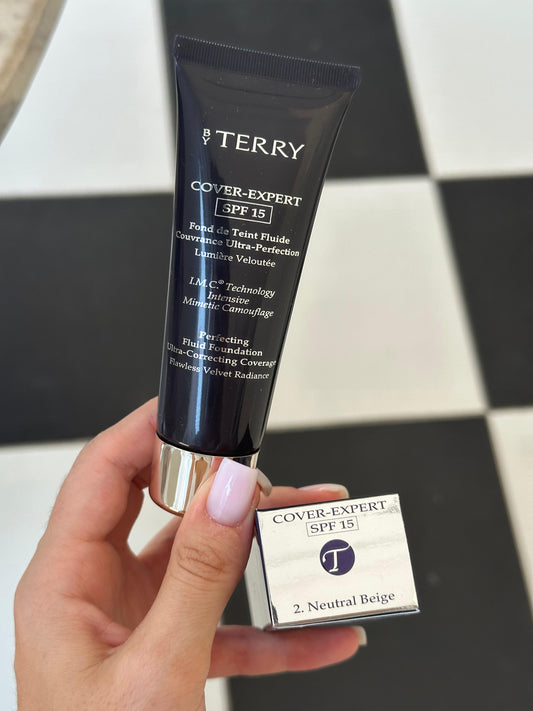 BY TERRY
COVER-EXPERT
SPF 15
Fond de Teint Fluide
Couvrance Ultra-Perfection
Lumière Veloutée
I.M.C.® Technology
Intensive
Mimetic Camouflage
Perfecting
Fluid Foundation
Ultra-Correcting Coverage
Flawless Velvet Radiance
COVER-EXPERT
SPF 15
T
2. Neutral Beige